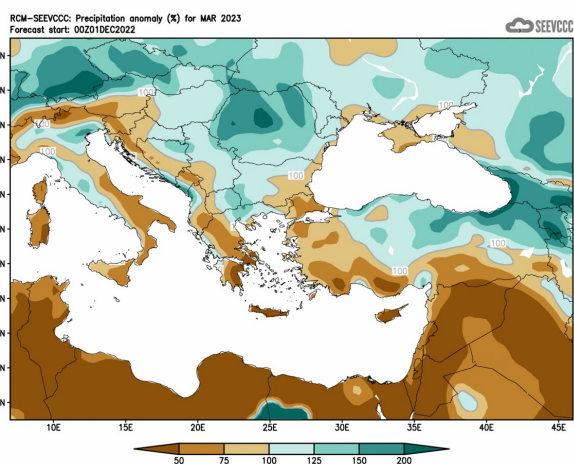 RCM-SEEVCCC: Precipitation anomaly (%) for MAR 2023
Forecast start: 00Z01DEC2022
SEEVCCC
N
100
100
N
100
100
N
100
N
N
100
100
N
N
N
N
N
N
10E 15E 20E 25E 30E 35E 40E 45E
50 75 100 125 150 200